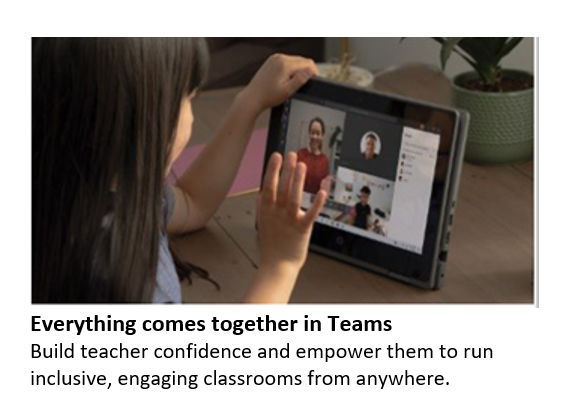 Everything comes together in Teams
Build teacher confidence and empower them to run
inclusive, engaging classrooms from anywhere.